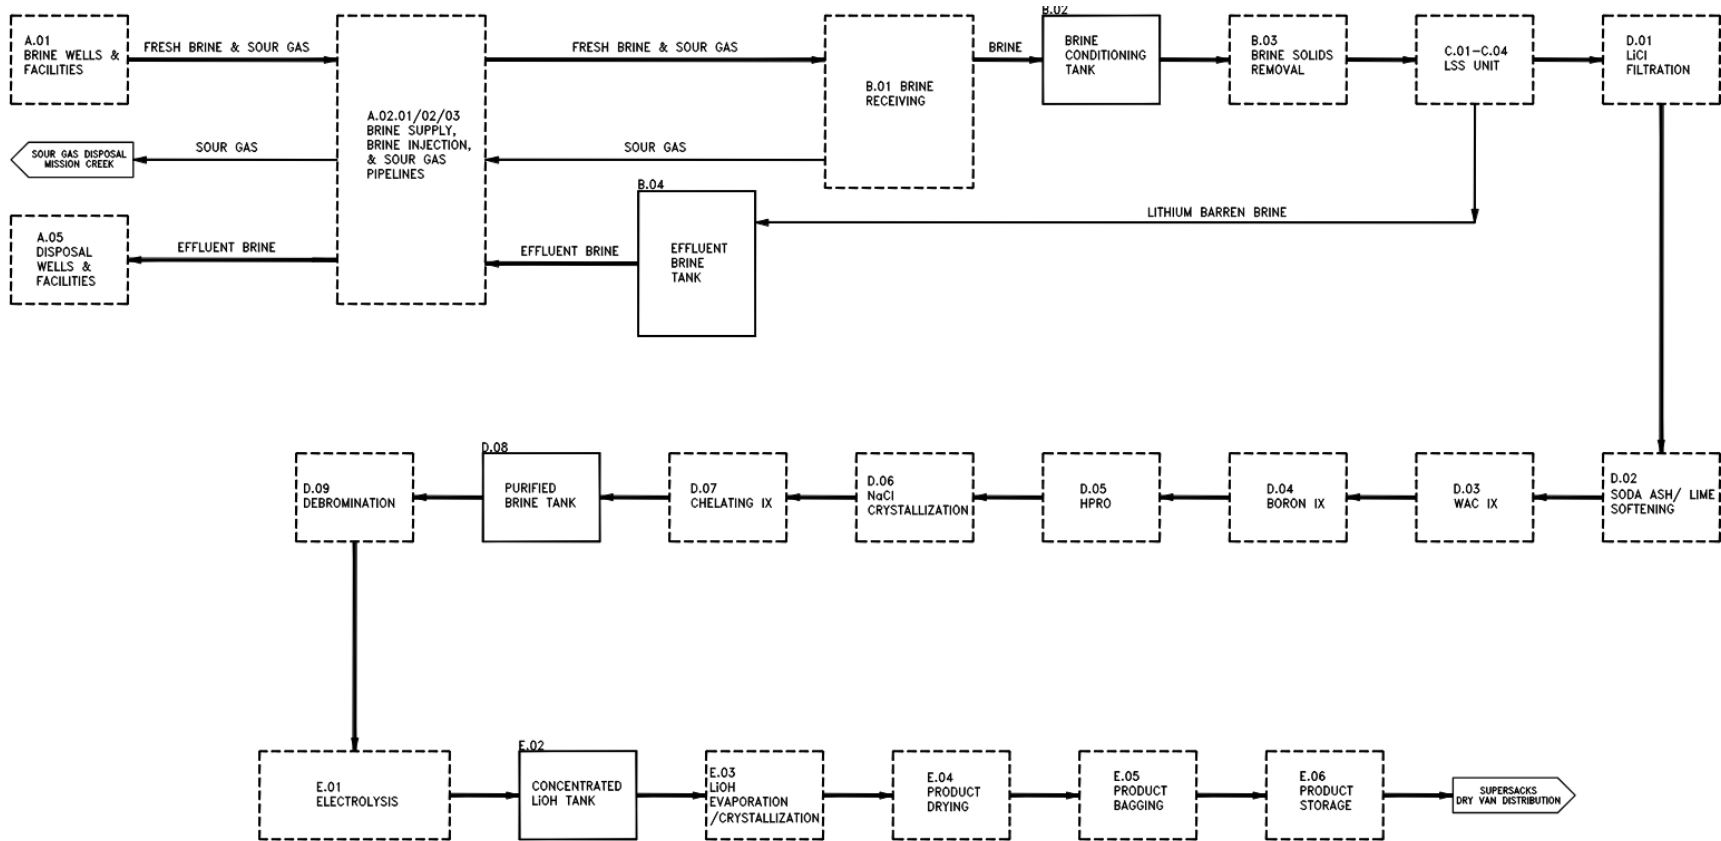 A.01
BRINE WELLS &
FACILITIES
FRESH BRINE & SOUR GAS
A.02.01/02/03
BRINE SUPPLY,
BRINE INJECTION,
& SOUR GAS
PIPELINES
FRESH BRINE & SOUR GAS
B.01 BRINE
RECEIVING
BRINE
B.02
BRINE
CONDITIONING
TANK
B.03
BRINE SOLIDS
REMOVAL
C.01-C.04
LSS UNIT
D.01
LiCl
FILTRATION
SOUR GAS DISPOSAL
MISSION CREEK
SOUR GAS
SOUR GAS
B.04
EFFLUENT
BRINE
TANK
LITHIUM BARREN BRINE
A.05
DISPOSAL
WELLS &
FACILITIES
EFFLUENT BRINE
EFFLUENT BRINE
D.09
DEBROMINATION
D.08
PURIFIED
BRINE TANK
D.07
CHELATING IX
D.06
NaCl
CRYSTALLIZATION
D.05
HPRO
D.04
BORON IX
D.03
WAC IX
D.02
SODA ASH/ LIME
SOFTENING
E.01
ELECTROLYSIS
E.02
CONCENTRATED
LiOH TANK
E.03
LiOH
EVAPORATION
/CRYSTALLIZATION
E.04
PRODUCT
DRYING
E.05
PRODUCT
BAGGING
E.06
PRODUCT
STORAGE
SUPERSACKS
DRY VAN DISTRIBUTION